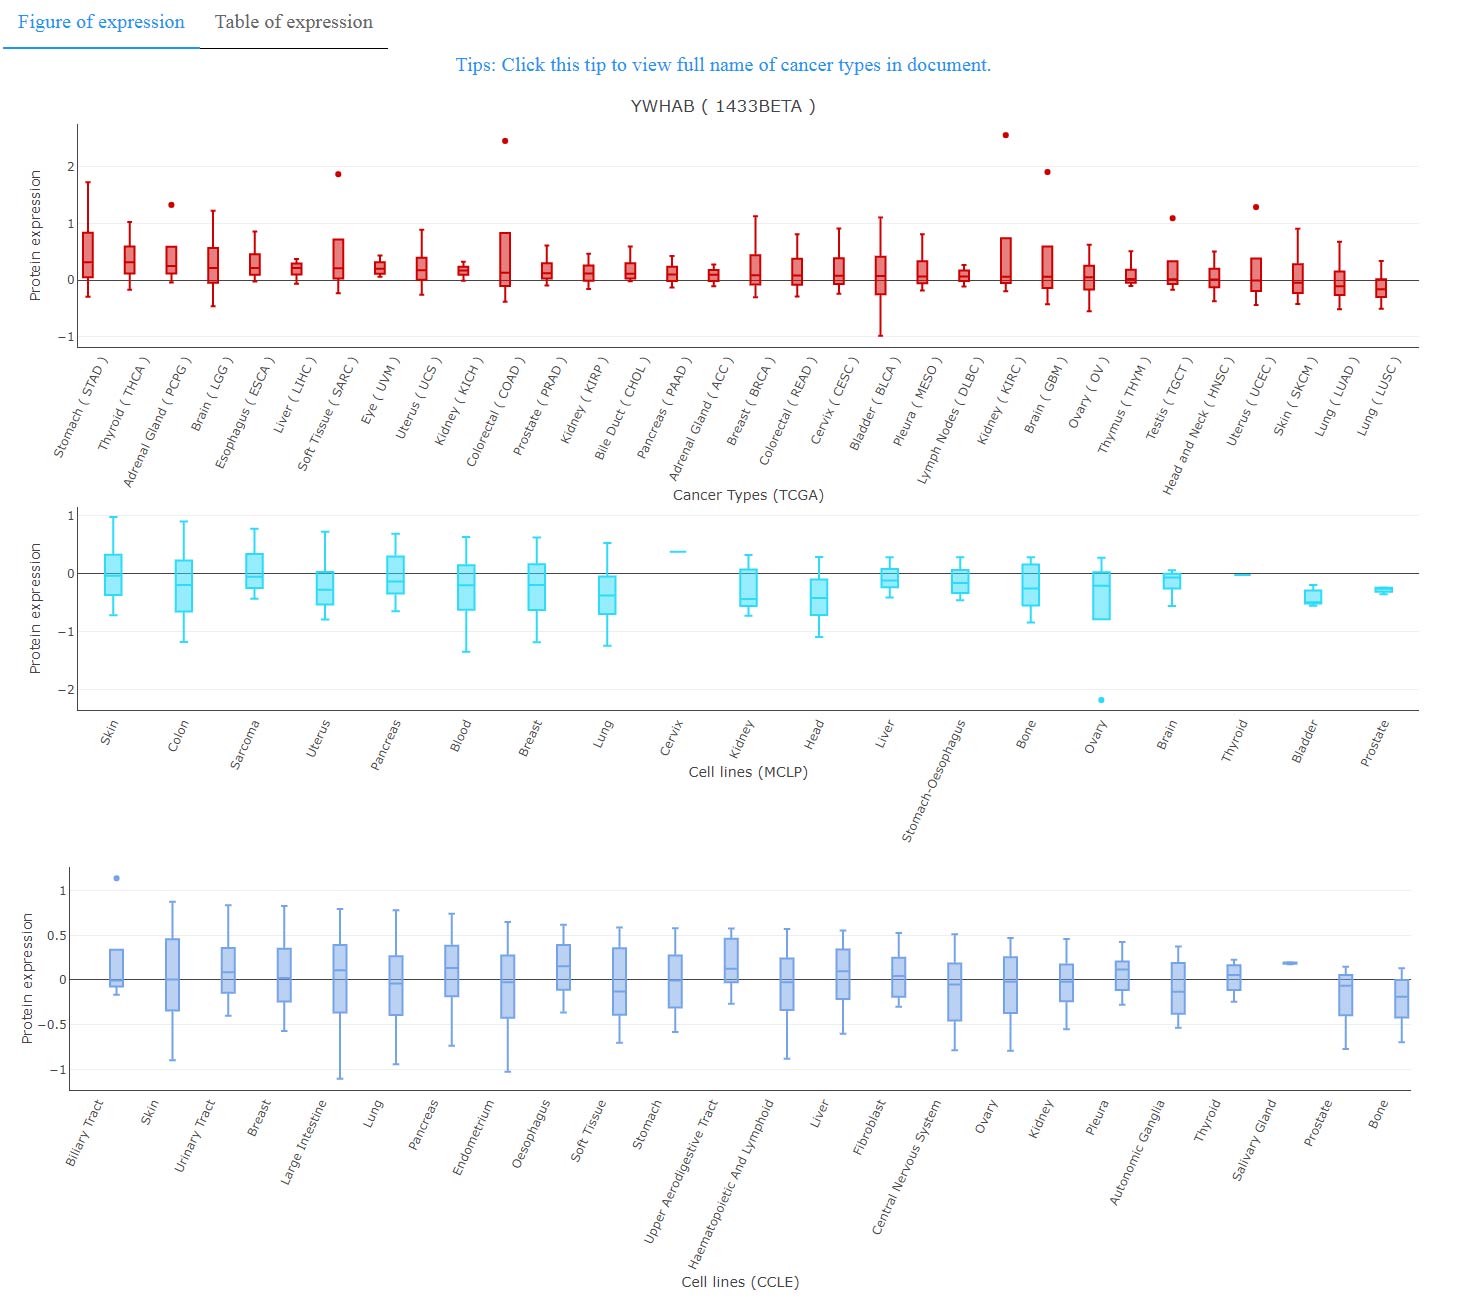 Figure of expression Table of expression
Tips: Click this tip to view full name of cancer types in document.
YWHAB ( 1433BETA )
Protein expression
2
1
0
−1
Stomach ( STAD )
Thyroid ( THCA )
Adrenal Gland ( PCPG )
Brain ( LGG )
Esophagus ( ESCA )
Liver ( LIHC )
Soft Tissue ( SARC )
Eye ( UVM )
Uterus ( UCS )
Kidney ( KICH )
Colorectal ( COAD )
Prostate ( PRAD )
Kidney ( KIRP )
Bile Duct ( CHOL )
Pancreas ( PAAD )
Adrenal Gland ( ACC )
Breast ( BRCA )
Colorectal ( READ )
Cervix ( CESC )
Bladder ( BLCA )
Pleura ( MESO )
Lymph Nodes ( DLBC )
Kidney ( KIRC )
Brain ( GBM )
Ovary ( OV )
Thymus ( THYM )
Testis ( TGCT )
Head and Neck ( HNSC )
Uterus ( UCEC )
Skin ( SKCM )
Lung ( LUAD )
Lung ( LUSC )
Cancer Types (TCGA)
Protein expression
1
0
−1
−2
Skin
Colon
Sarcoma
Uterus
Pancreas
Blood
Breast
Lung
Cervix
Kidney
Head
Liver
Stomach-Oesophagus
Bone
Ovary
Brain
Thyroid
Bladder
Prostate
Cell lines (MCLP)
Protein expression
1
0.5
0
−0.5
−1
Biliary Tract
Skin
Urinary Tract
Breast
Large Intestine
Lung
Pancreas
Endometrium
Oesophagus
Soft Tissue
Stomach
Upper Aerodigestive Tract
Haematopoietic And Lymphoid
Liver
Fibroblast
Central Nervous System
Ovary
Kidney
Pleura
Autonomic Ganglia
Thyroid
Salivary Gland
Prostate
Bone
Cell lines (CCLE)